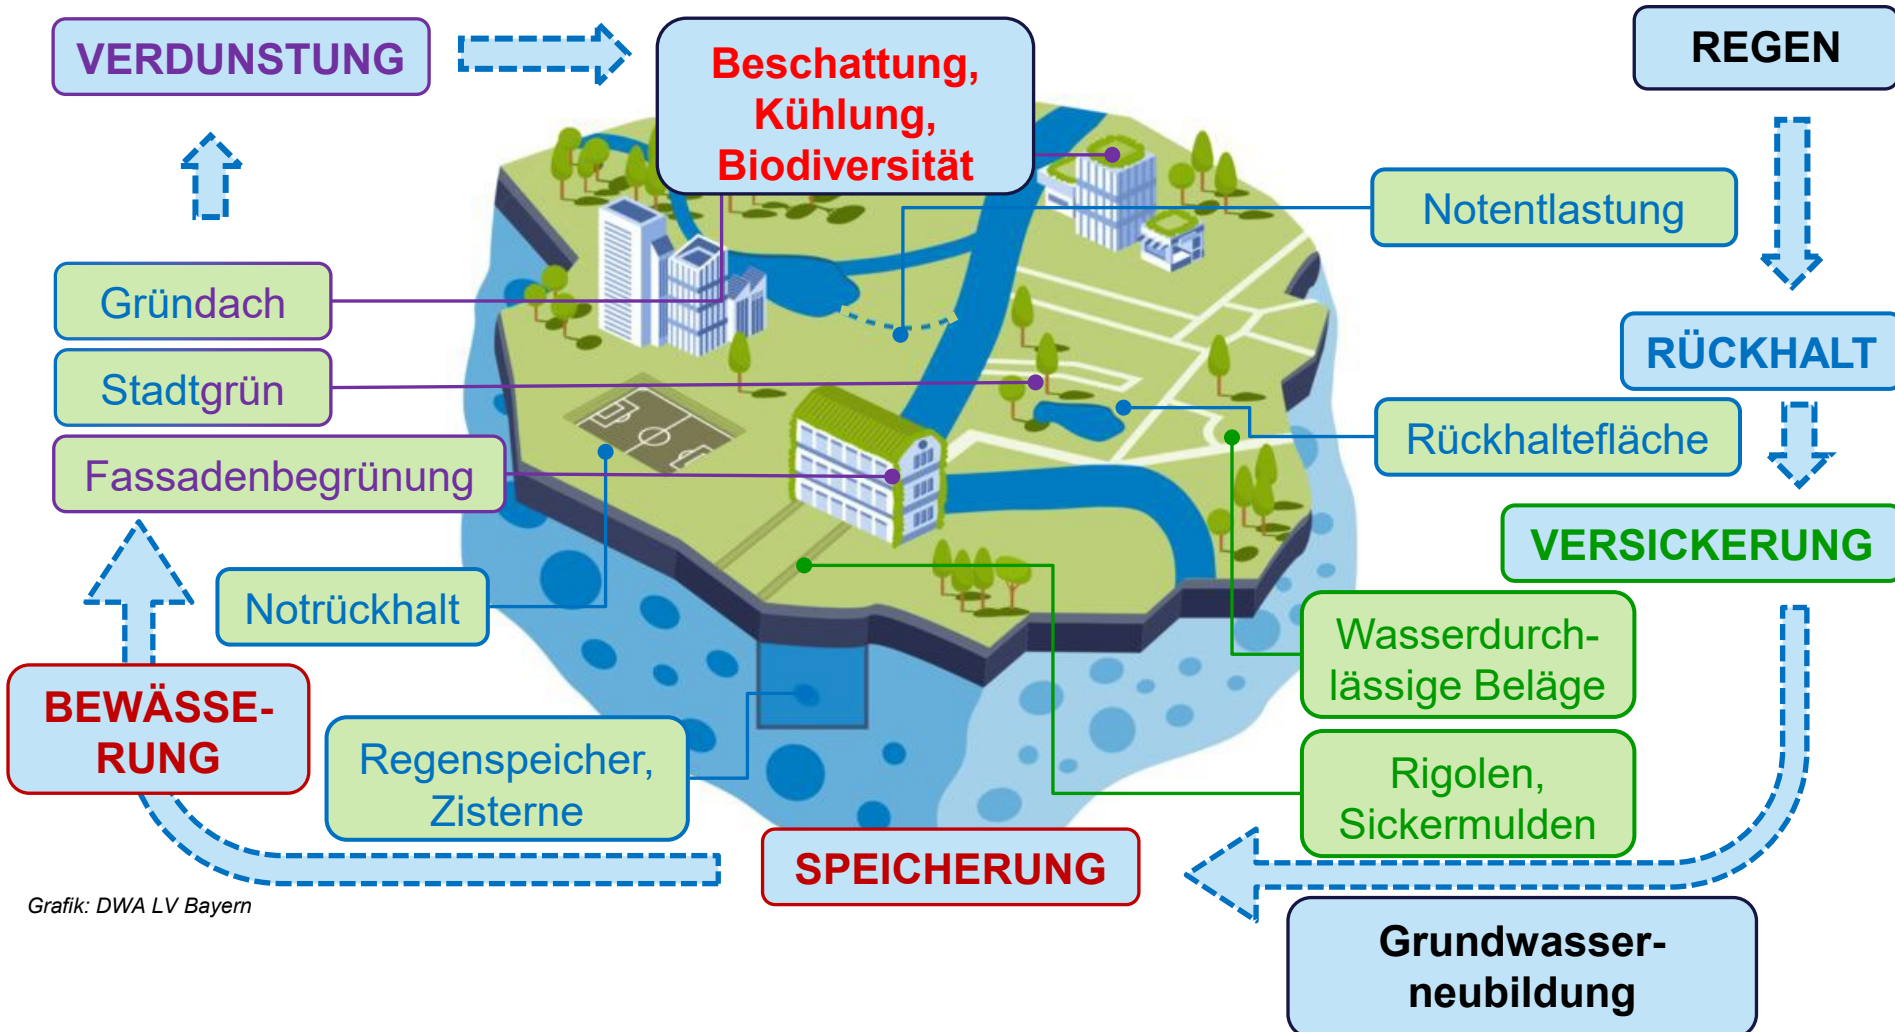 VERDUNSTUNG
Beschattung,
Kühlung,
Biodiversität
REGEN
Notentlastung
Gründach
RÜCKHALT
Stadtgrün
Rückhaltefläche
Fassadenbegrünung
VERSICKERUNG
Notrückhalt
Wasserdurch-
lässige Beläge
BEWÄSSE-
RUNG
Regenspeicher,
Zisterne
Rigolen,
Sickermulden
SPEICHERUNG
Grafik: DWA LV Bayern
Grundwasser-
neubildung